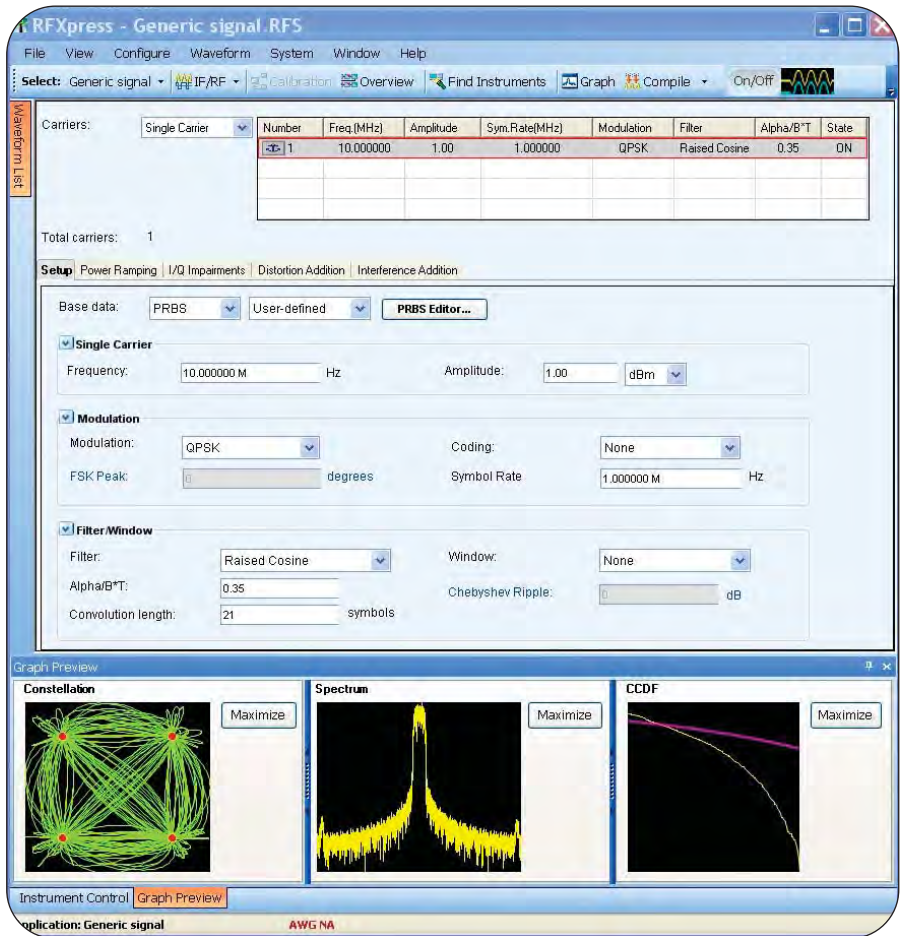 RFXpress - Generic signal.RFS
File View Configure Waveform System Window Help
Select: Generic signal IF/RF Calibration Overview Find Instruments Graph Compile On/Off
Waveform List
Carriers: Single Carrier
Number Freq.(MHz) Amplitude Sym.Rate(MHz) Modulation Filter Alpha/B*T State
1 10.000000 1.00 1.000000 QPSK Raised Cosine 0.35 ON
Total carriers: 1
Setup Power Ramping I/Q Impairments Distortion Addition Interference Addition
Base data: PRBS User-defined PRBS Editor...
Single Carrier
Frequency: 10.000000 M Hz Amplitude: 1.00 dBm
Modulation
Modulation: QPSK Coding: None
FSK Peak: 0 degrees Symbol Rate 1.000000 M Hz
Filter/Window
Filter: Raised Cosine Window: None
Alpha/B*T: 0.35 Chebyshev Ripple: 0 dB
Convolution length: 21 symbols
Graph Preview
Constellation Maximize Spectrum Maximize CCDF Maximize
Instrument Control Graph Preview
pplication: Generic signal AWG NA